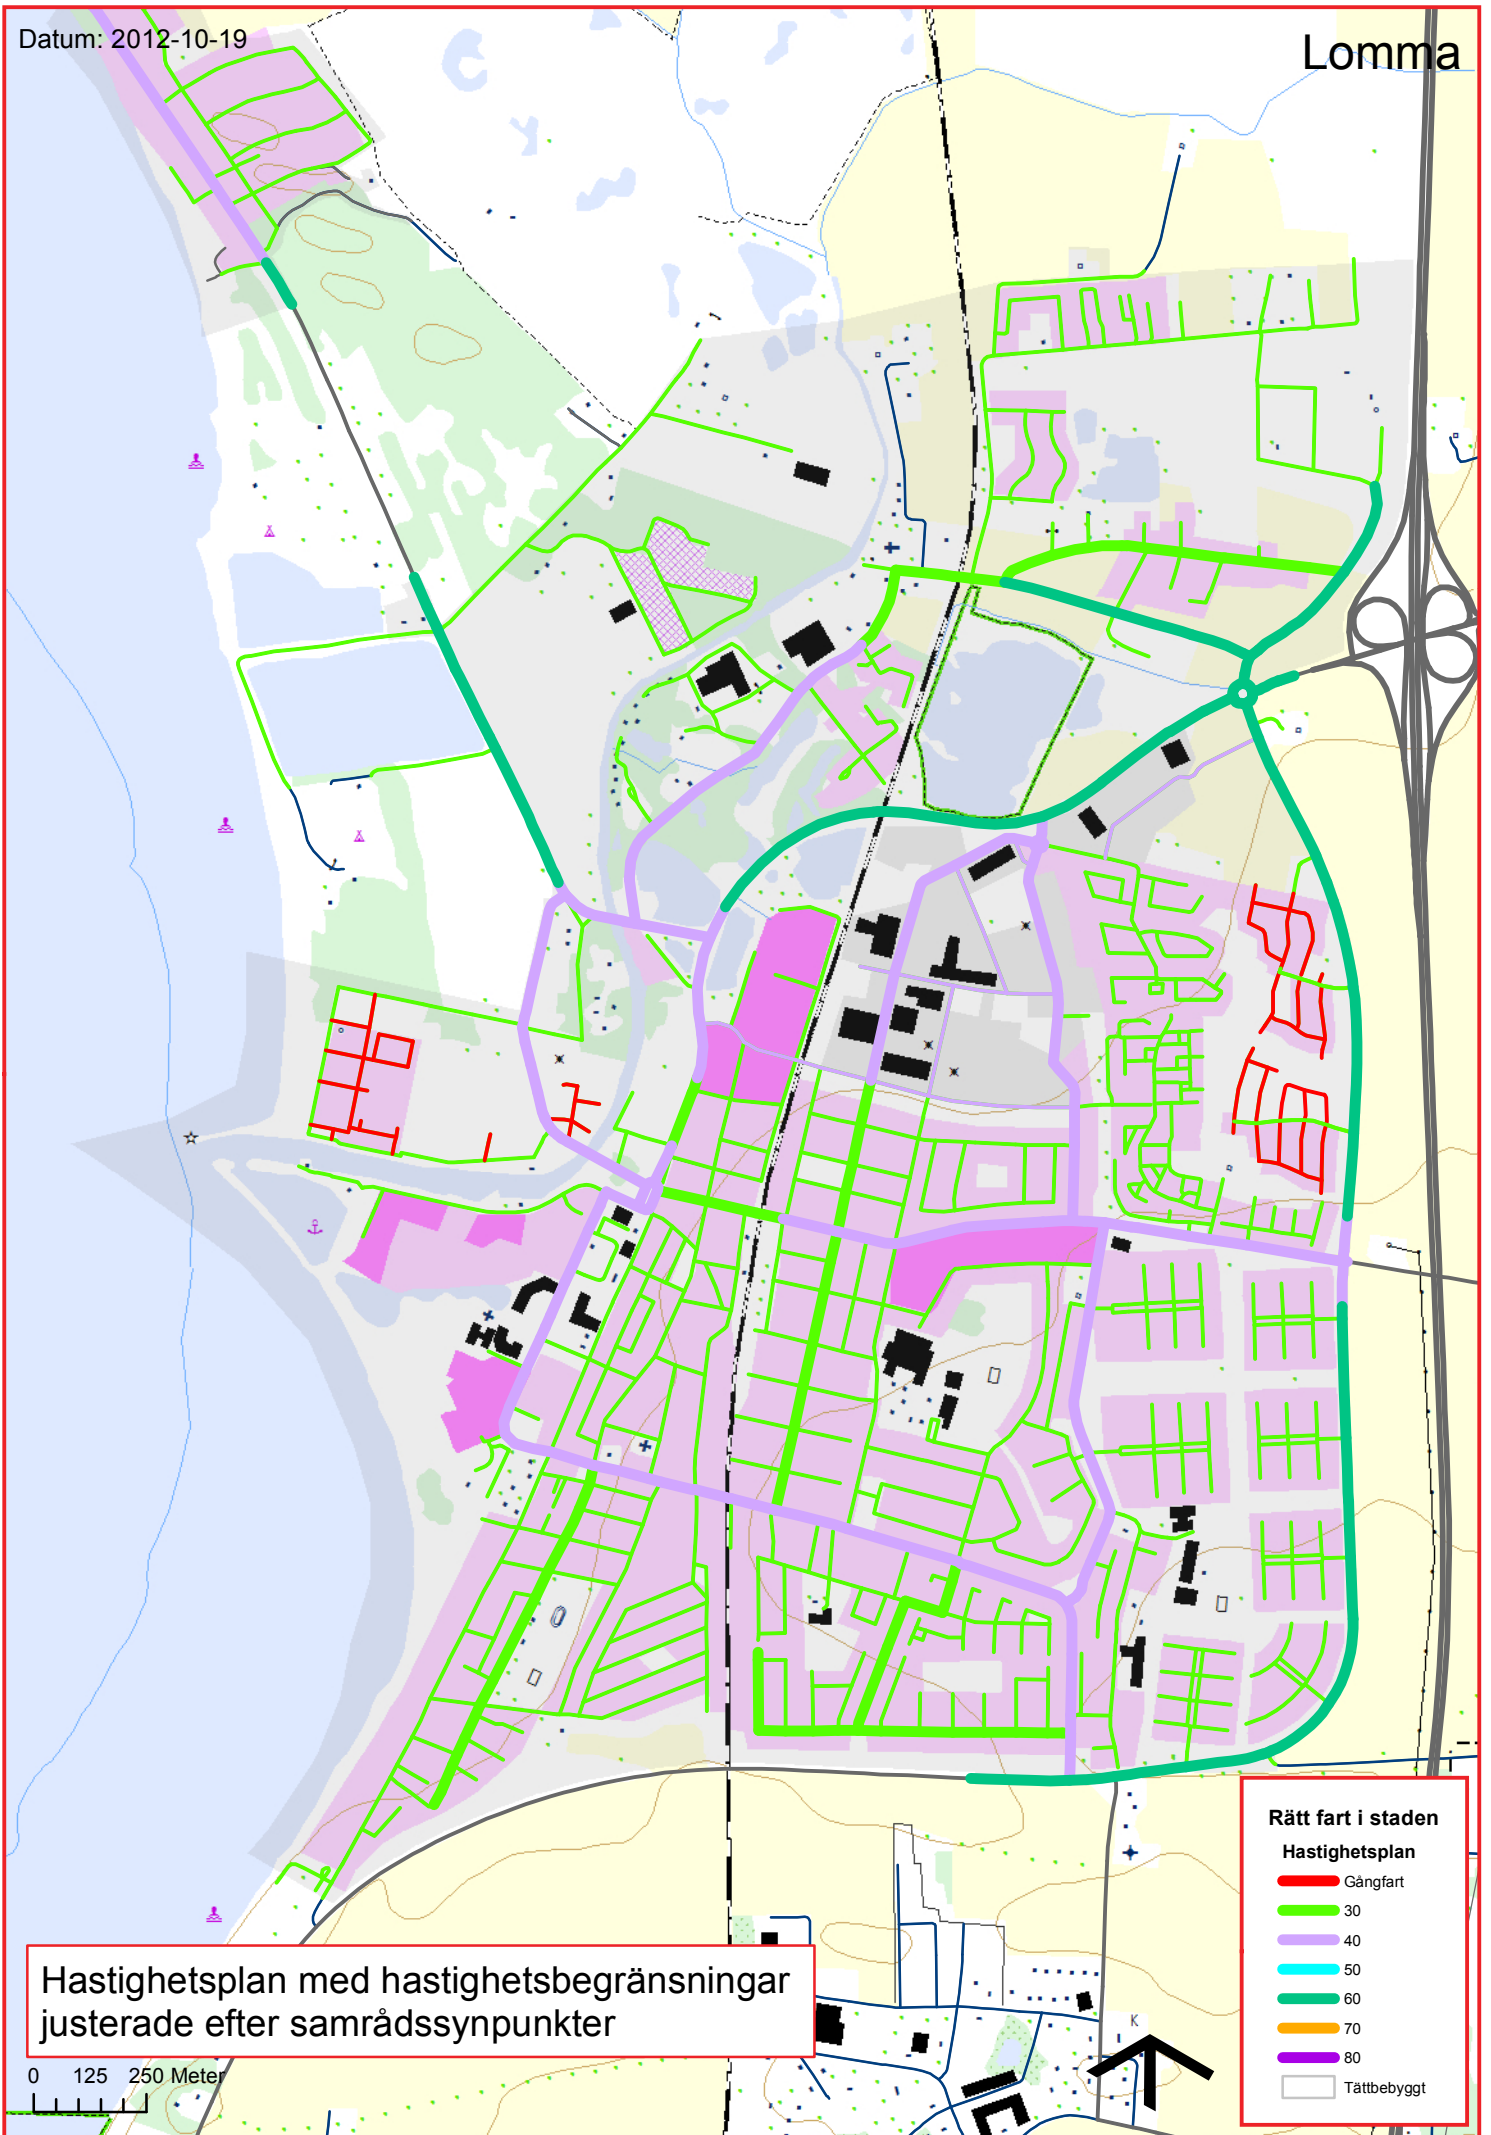 Datum: 2012-10-19
Lomma
Rätt fart i staden
Hastighetsplan
Gångfart
30
40
50
60
70
80
Tättbebyggt
Hastighetsplan med hastighetsbegränsningar
justerade efter samrådssynpunkter
0 125 250 Meter
K